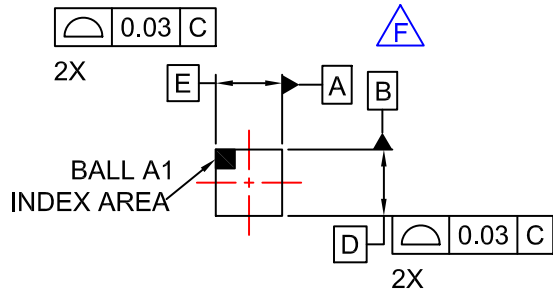 ⌓ 0.03 C
2X
F
E
A
B
BALL A1
INDEX AREA
D
⌓ 0.03 C
2X